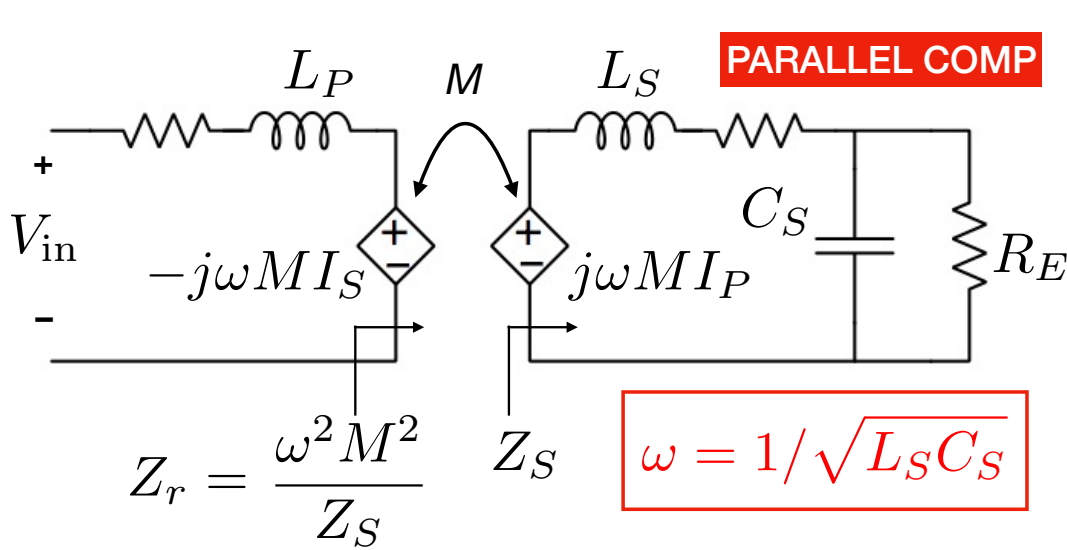 PARALLEL COMP
L_P
M
L_S
+
V_in
−
+
−
−jωMI_S
+
−
jωMI_P
C_S
R_E
Z_r = ω²M² / Z_S
Z_S
ω = 1/√(L_S C_S)